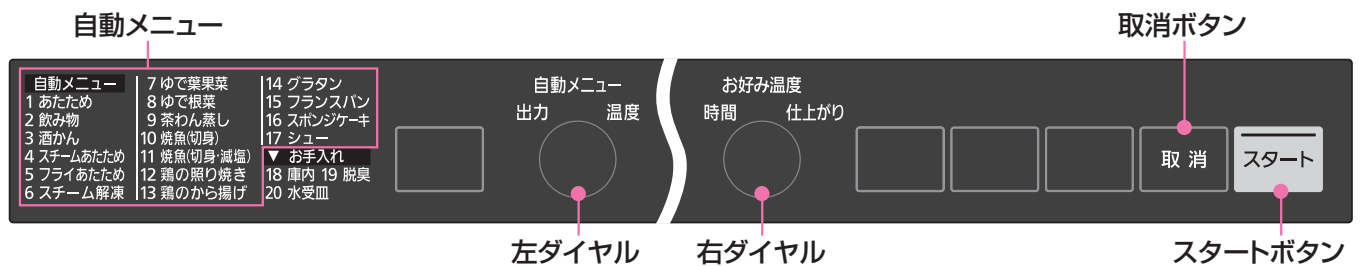 自動メニュー
取消ボタン
自動メニュー
1 あたため
2 飲み物
3 酒かん
4 スチームあたため
5 フライあたため
6 スチーム解凍
7 ゆで葉果菜
8 ゆで根菜
9 茶わん蒸し
10 焼魚(切身)
11 焼魚(切身・減塩)
12 鶏の照り焼き
13 鶏のから揚げ
14 グラタン
15 フランスパン
16 スポンジケーキ
17 シュー
▼ お手入れ
18 庫内 19 脱臭
20 水受皿
自動メニュー
出力 温度
お好み温度
時間 仕上がり
取 消
スタート
左ダイヤル
右ダイヤル
スタートボタン